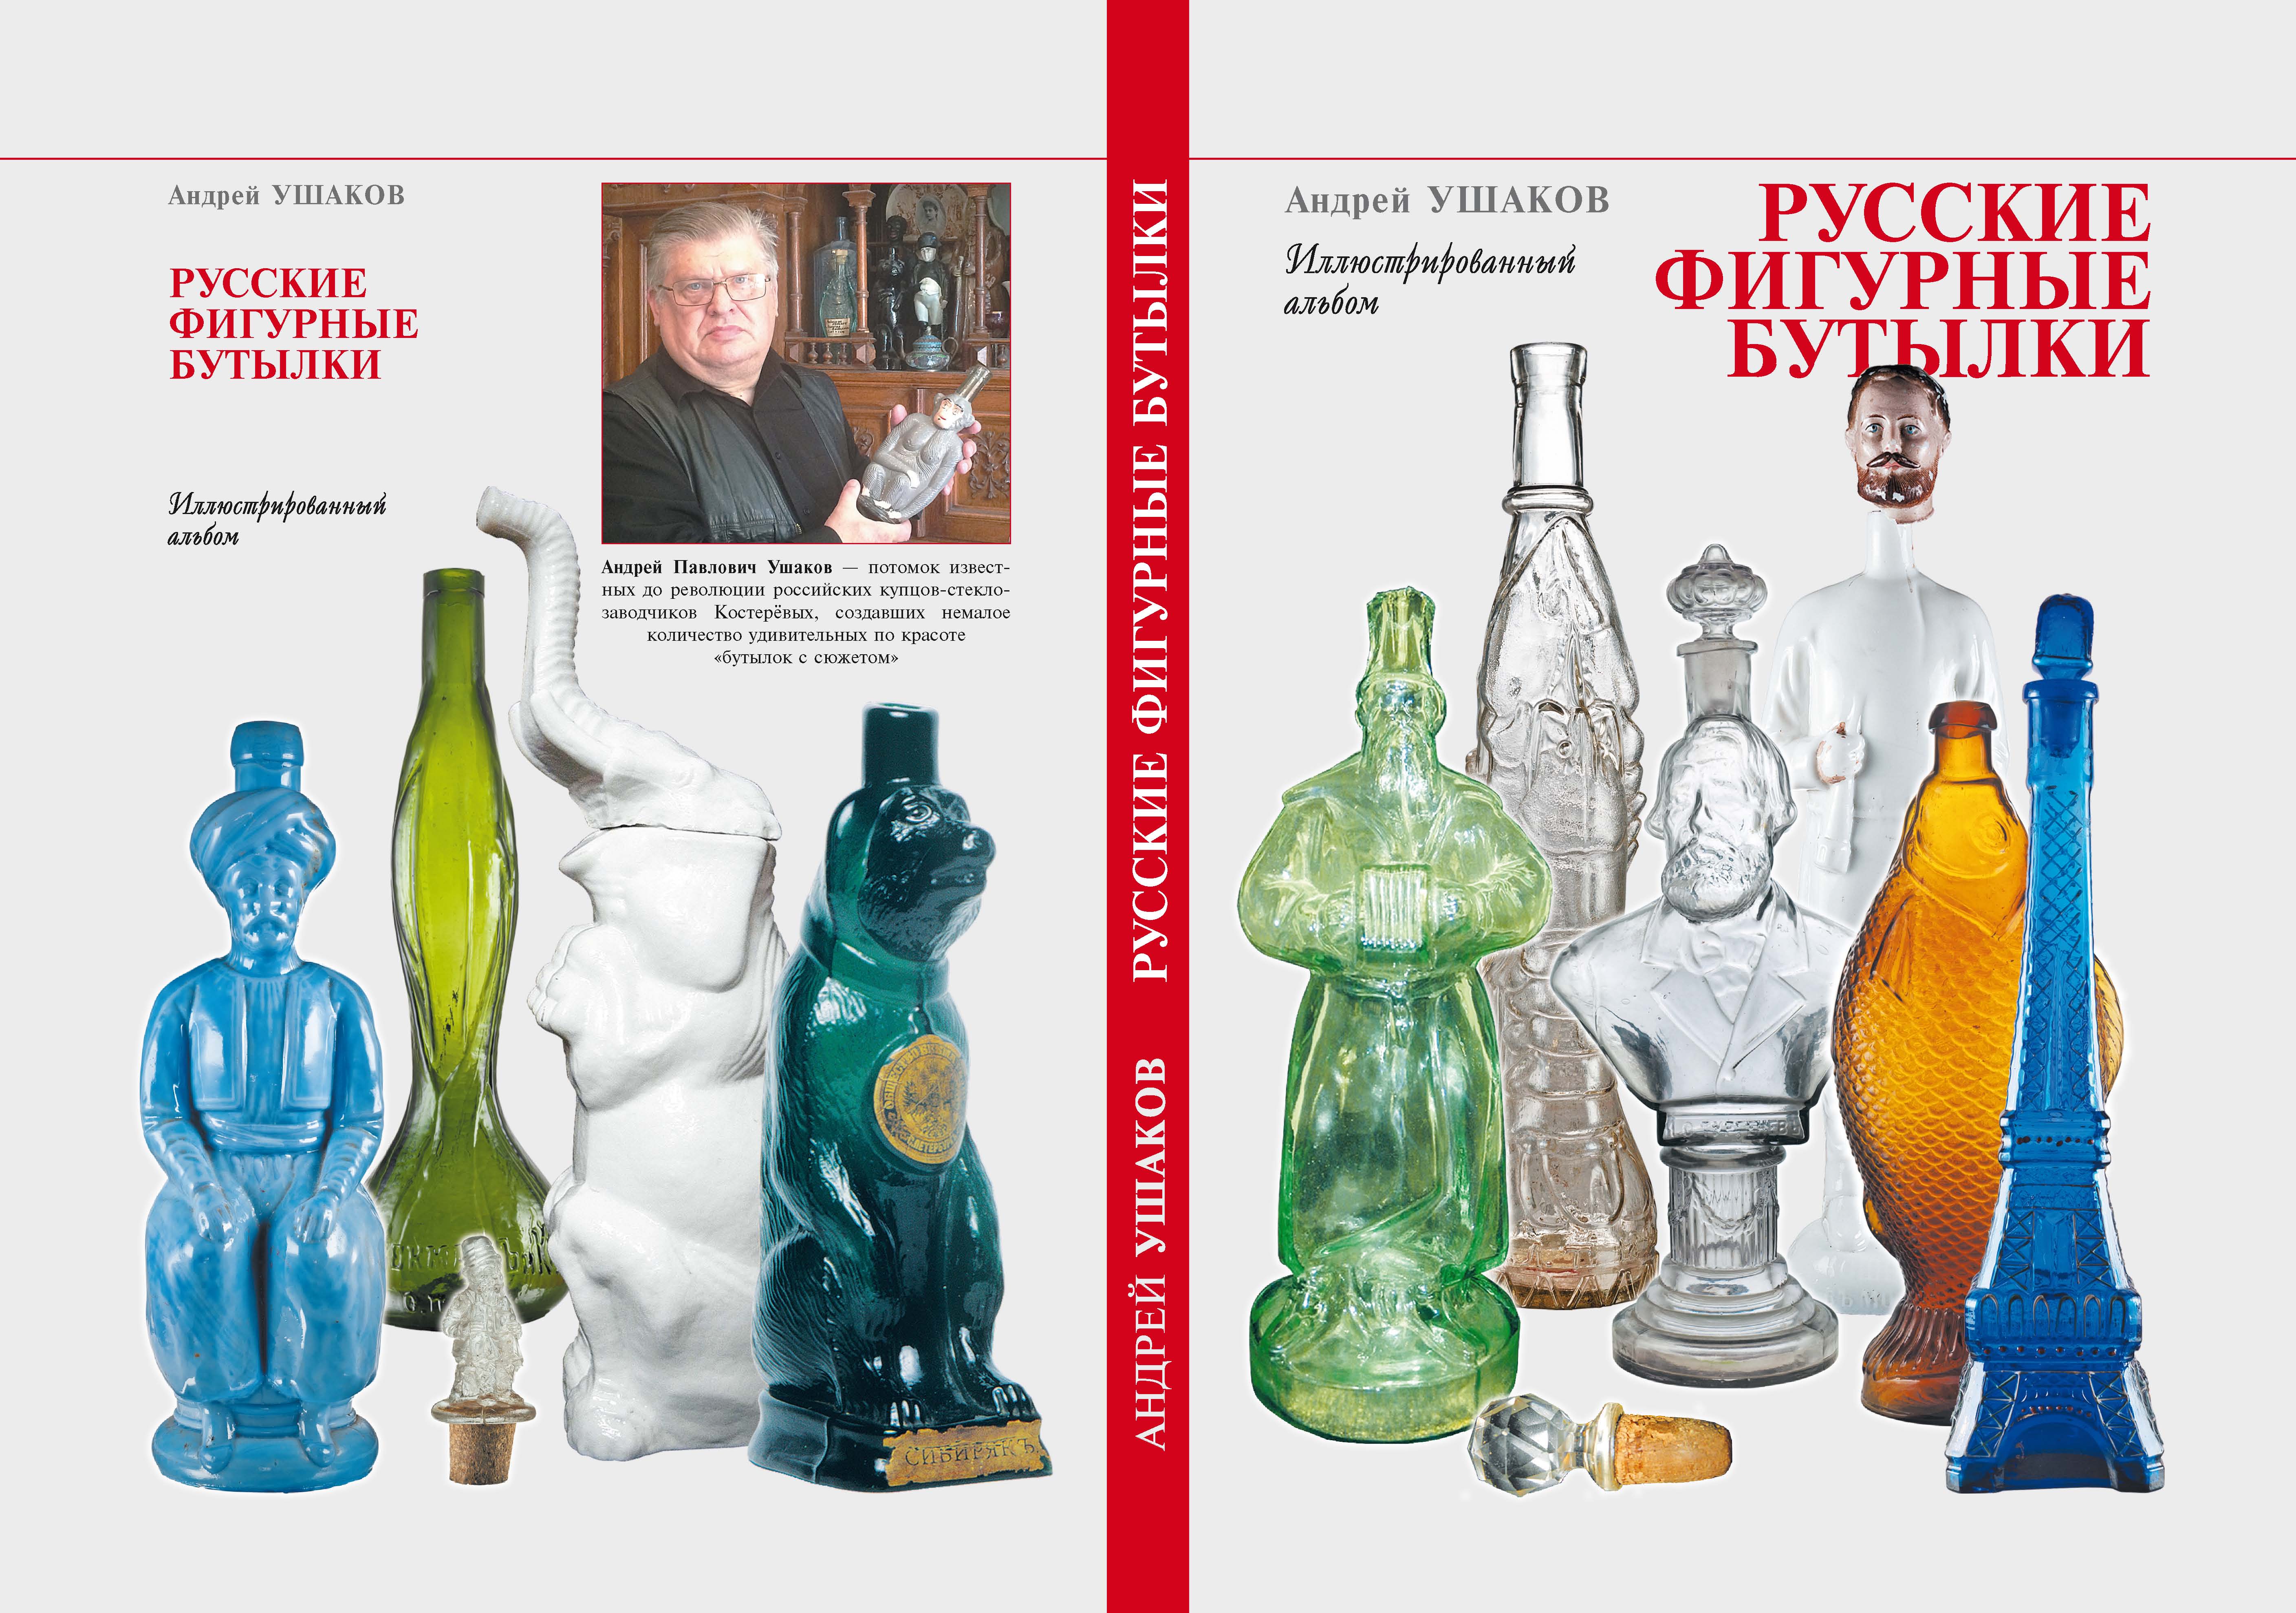 Андрей УШАКОВ
РУССКИЕ
ФИГУРНЫЕ
БУТЫЛКИ
Иллюстрированный
альбом
Андрей Павлович Ушаков — потомок извест-
ных до революции российских купцов-стекло-
заводчиков Костерёвых, создавших немалое
количество удивительных по красоте
«бутылок с сюжетом»
СИБИРЯКЪ
АНДРЕЙ УШАКОВ РУССКИЕ ФИГУРНЫЕ БУТЫЛКИ
Андрей УШАКОВ
Иллюстрированный
альбом
РУССКИЕ
ФИГУРНЫЕ
БУТЫЛКИ